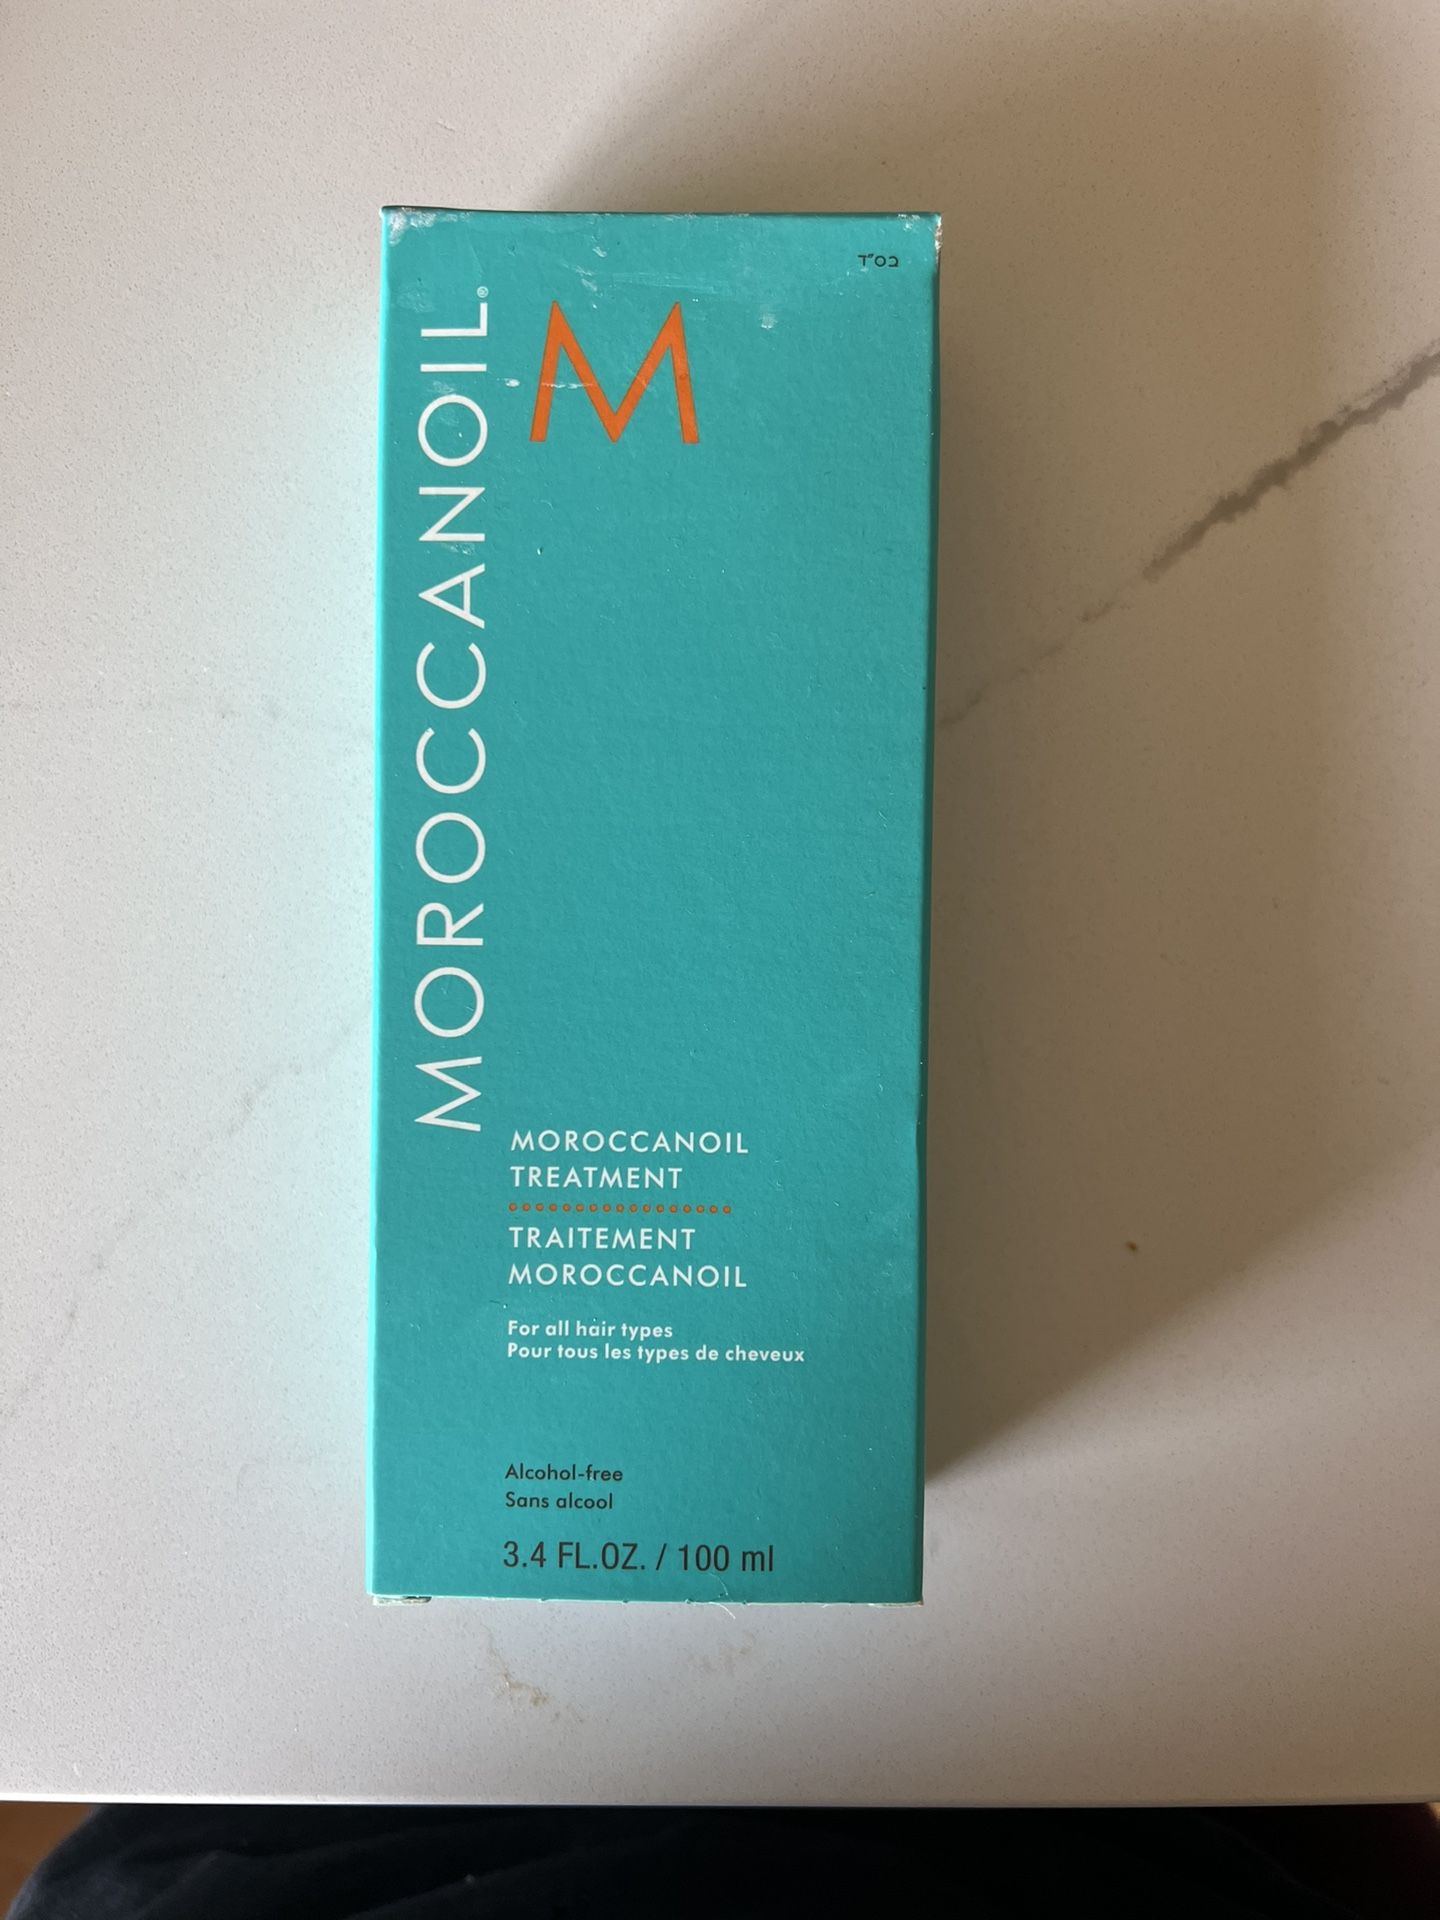 בס״ד
M
MOROCCANOIL®
MOROCCANOIL
TREATMENT
TRAITEMENT
MOROCCANOIL
For all hair types
Pour tous les types de cheveux
Alcohol-free
Sans alcool
3.4 FL.OZ. / 100 ml